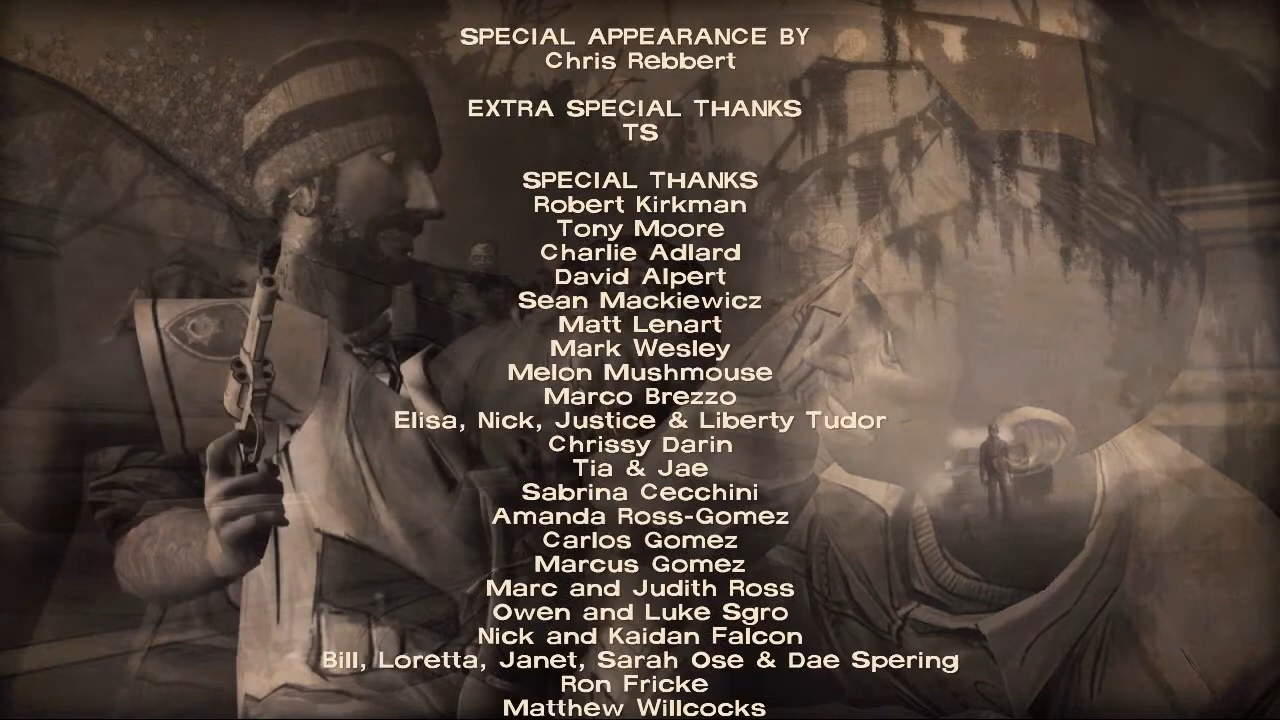 SPECIAL APPEARANCE BY
Chris Rebbert
EXTRA SPECIAL THANKS
TS
SPECIAL THANKS
Robert Kirkman
Tony Moore
Charlie Adlard
David Alpert
Sean Mackiewicz
Matt Lenart
Mark Wesley
Melon Mushmouse
Marco Brezzo
Elisa, Nick, Justice & Liberty Tudor
Chrissy Darin
Tia & Jae
Sabrina Cecchini
Amanda Ross-Gomez
Carlos Gomez
Marcus Gomez
Marc and Judith Ross
Owen and Luke Sgro
Nick and Kaidan Falcon
Bill, Loretta, Janet, Sarah Ose & Dae Spering
Ron Fricke
Matthew Willcocks